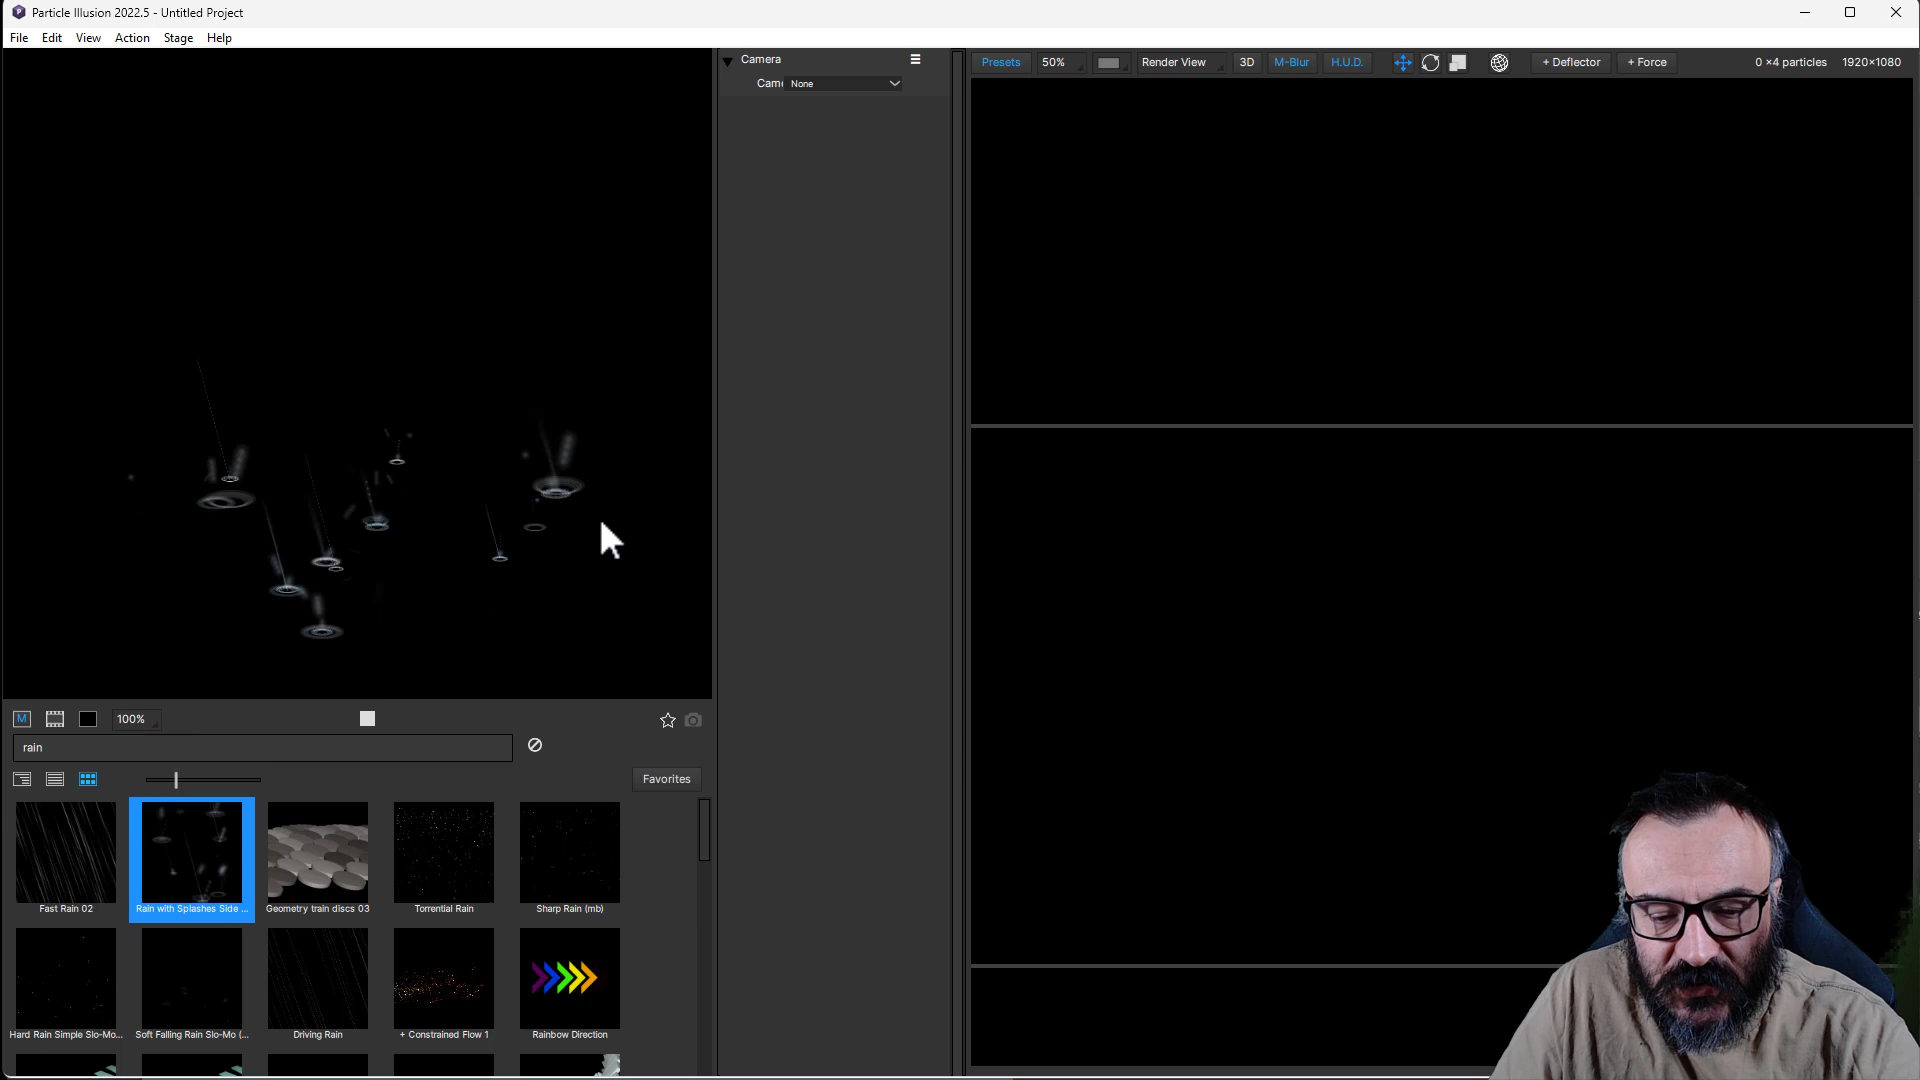 Particle Illusion 2022.5 - Untitled Project
File Edit View Action Stage Help
Camera
Came None
Presets 50% Render View 3D M-Blur H.U.D. + Deflector + Force 0 ×4 particles 1920×1080
M 100%
rain
Favorites
Fast Rain 02 Rain with Splashes Side ... Geometry train discs 03 Torrential Rain Sharp Rain (mb)
Hard Rain Simple Slo-Mo... Soft Falling Rain Slo-Mo (... Driving Rain + Constrained Flow 1 Rainbow Direction